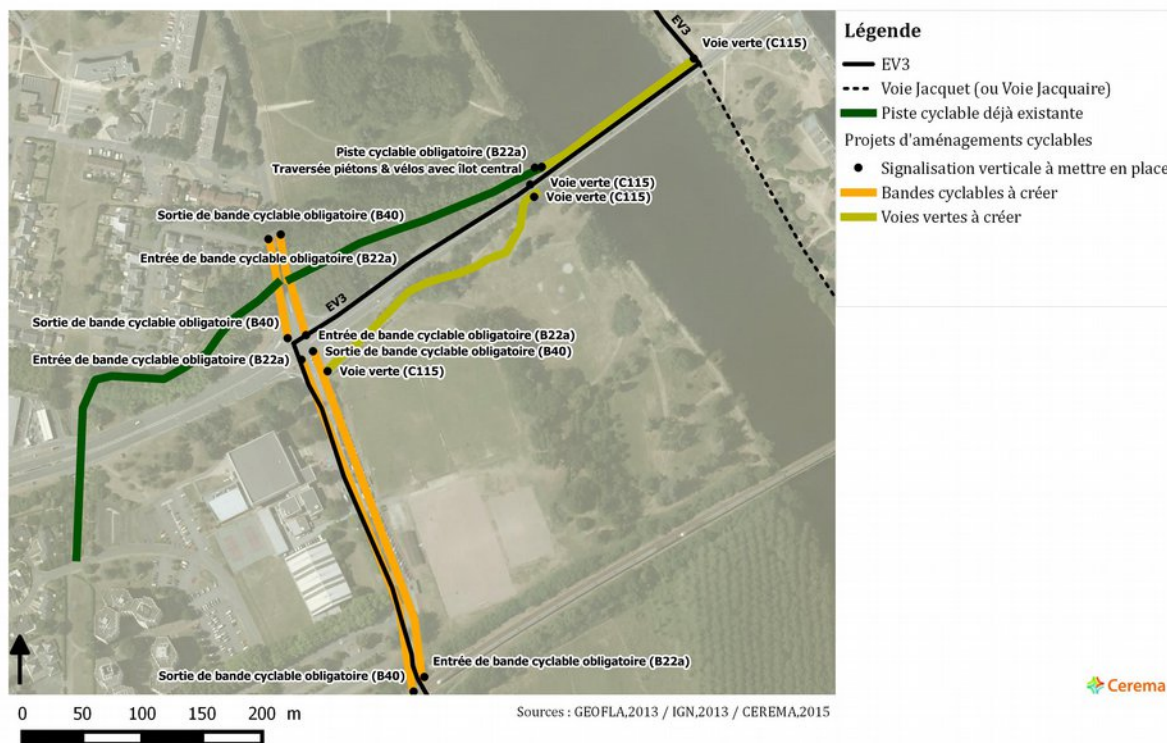 EV3
Voie verte (C115)
Piste cyclable obligatoire (B22a)
Traversée piétons & vélos avec îlot central
Voie verte (C115)
Voie verte (C115)
Sortie de bande cyclable obligatoire (B40)
Entrée de bande cyclable obligatoire (B22a)
EV3
Sortie de bande cyclable obligatoire (B40)
Entrée de bande cyclable obligatoire (B22a)
Sortie de bande cyclable obligatoire (B40)
Entrée de bande cyclable obligatoire (B22a)
Voie verte (C115)
Entrée de bande cyclable obligatoire (B22a)
Sortie de bande cyclable obligatoire (B40)
Légende
EV3
Voie Jacquet (ou Voie Jacquaire)
Piste cyclable déjà existante
Projets d'aménagements cyclables
Signalisation verticale à mettre en place
Bandes cyclables à créer
Voies vertes à créer
Cerema
0 50 100 150 200 m
Sources : GEOFLA,2013 / IGN,2013 / CEREMA,2015